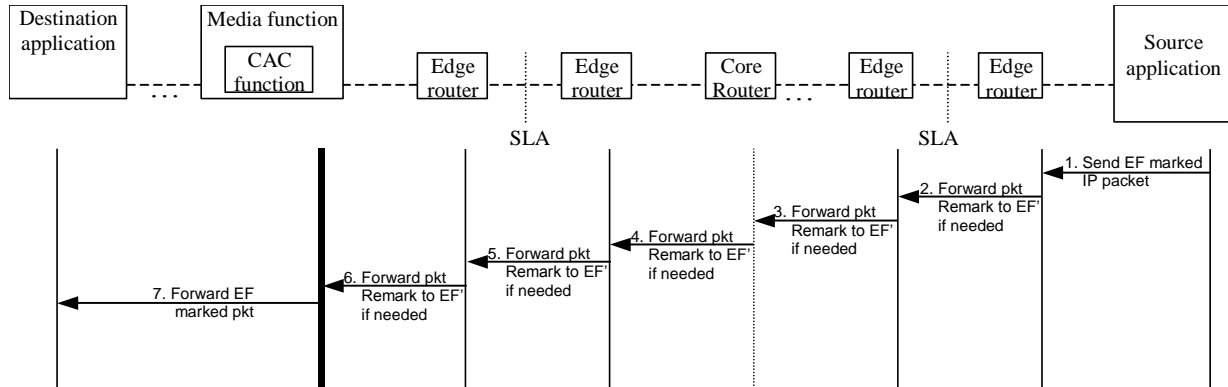 Destination
application
Media function
CAC
function
Edge
router
Edge
router
Core
Router
Edge
router
Edge
router
Source
application
...
...
SLA
SLA
1. Send EF marked
IP packet
2. Forward pkt
Remark to EF'
if needed
3. Forward pkt
Remark to EF'
if needed
4. Forward pkt
Remark to EF'
if needed
5. Forward pkt
Remark to EF'
if needed
6. Forward pkt
Remark to EF'
if needed
7. Forward EF
marked pkt